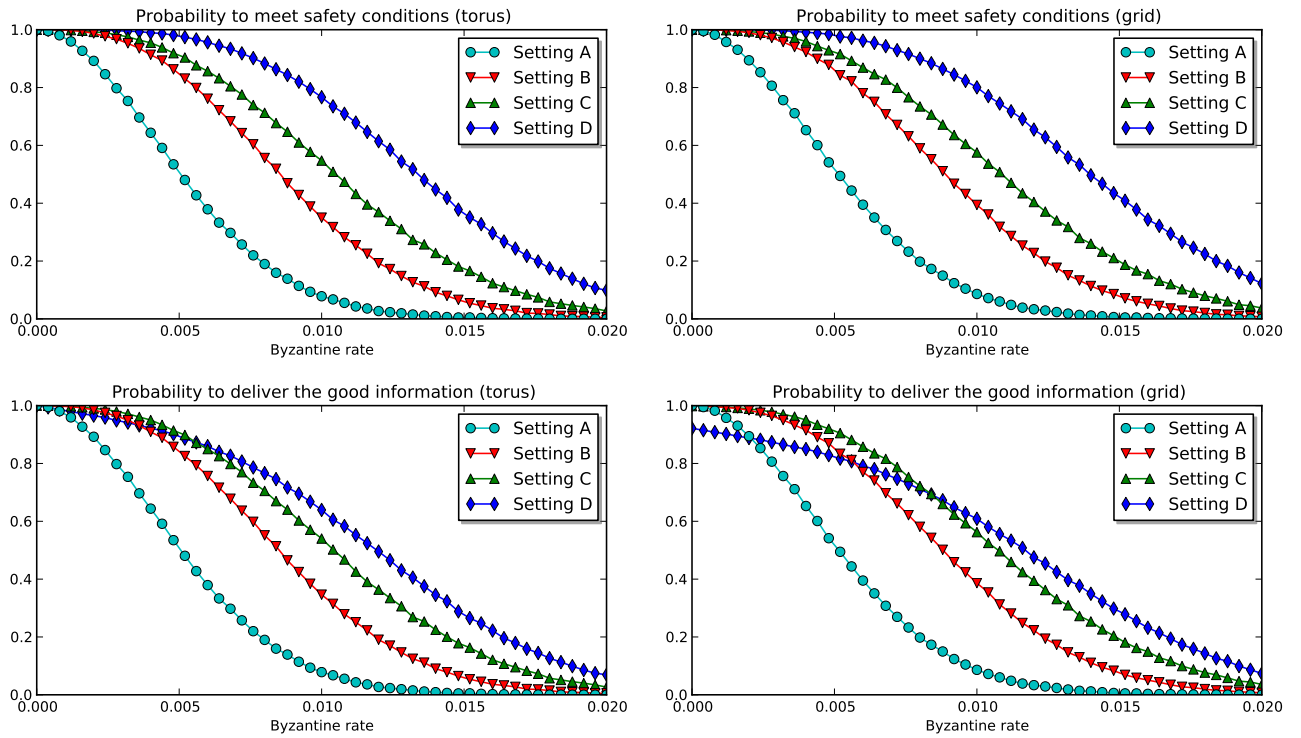 Probability to meet safety conditions (torus)
1.0
0.8
0.6
0.4
0.2
0.0
0.000
0.005
0.010
0.015
0.020
Byzantine rate
Setting A
Setting B
Setting C
Setting D
Probability to meet safety conditions (grid)
1.0
0.8
0.6
0.4
0.2
0.0
0.000
0.005
0.010
0.015
0.020
Byzantine rate
Setting A
Setting B
Setting C
Setting D
Probability to deliver the good information (torus)
1.0
0.8
0.6
0.4
0.2
0.0
0.000
0.005
0.010
0.015
0.020
Byzantine rate
Setting A
Setting B
Setting C
Setting D
Probability to deliver the good information (grid)
1.0
0.8
0.6
0.4
0.2
0.0
0.000
0.005
0.010
0.015
0.020
Byzantine rate
Setting A
Setting B
Setting C
Setting D